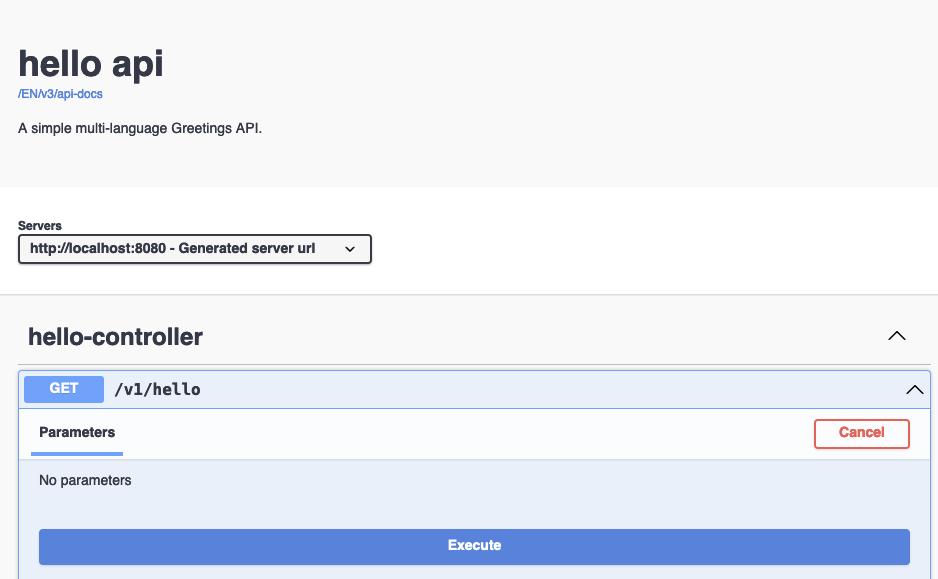 hello api
/EN/v3/api-docs
A simple multi-language Greetings API.
Servers
http://localhost:8080 - Generated server url
hello-controller
GET /v1/hello
Parameters Cancel
No parameters
Execute